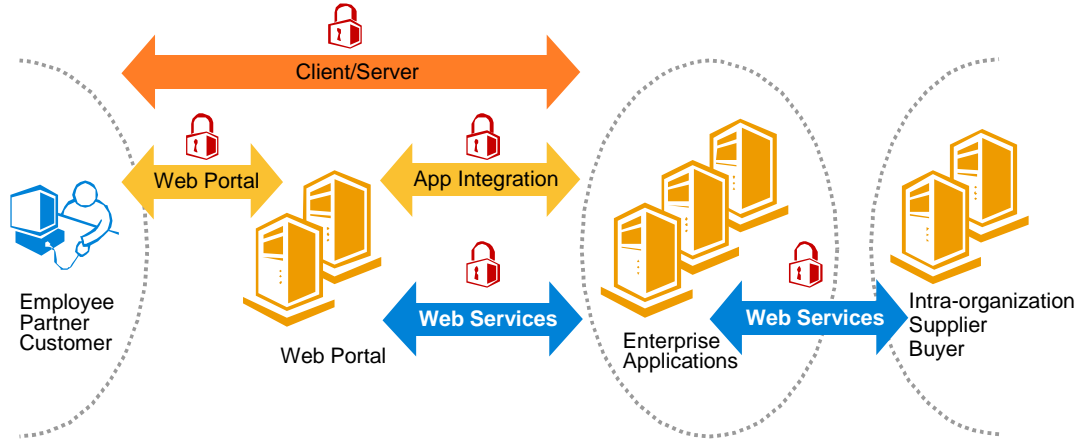 Client/Server
Web Portal
App Integration
Employee
Partner
Customer
Web Portal
Web Services
Enterprise
Applications
Web Services
Intra-organization
Supplier
Buyer